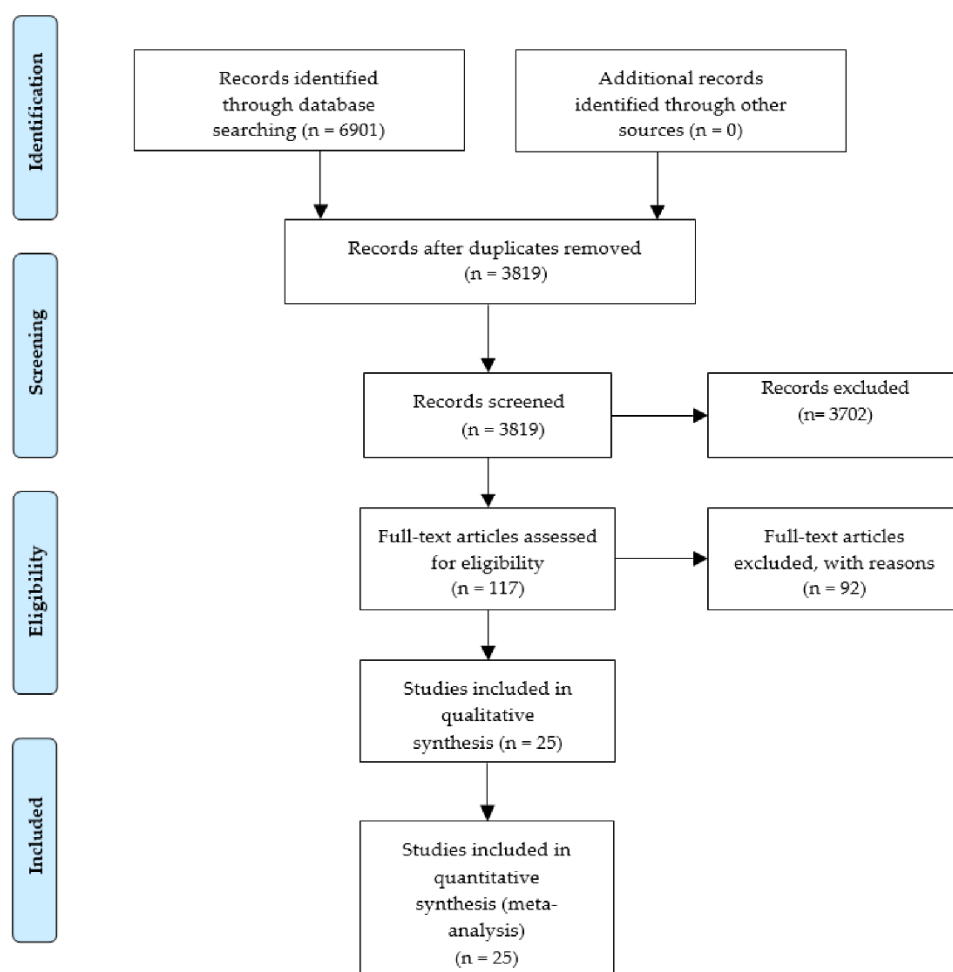 Identification
Records identified
through database
searching (n = 6901)
Additional records
identified through other
sources (n = 0)
Records after duplicates removed
(n = 3819)
Screening
Records screened
(n = 3819)
Records excluded
(n= 3702)
Eligibility
Full-text articles assessed
for eligibility
(n = 117)
Full-text articles
excluded, with reasons
(n = 92)
Studies included in
qualitative
synthesis (n = 25)
Included
Studies included in
quantitative
synthesis (meta-
analysis)
(n = 25)